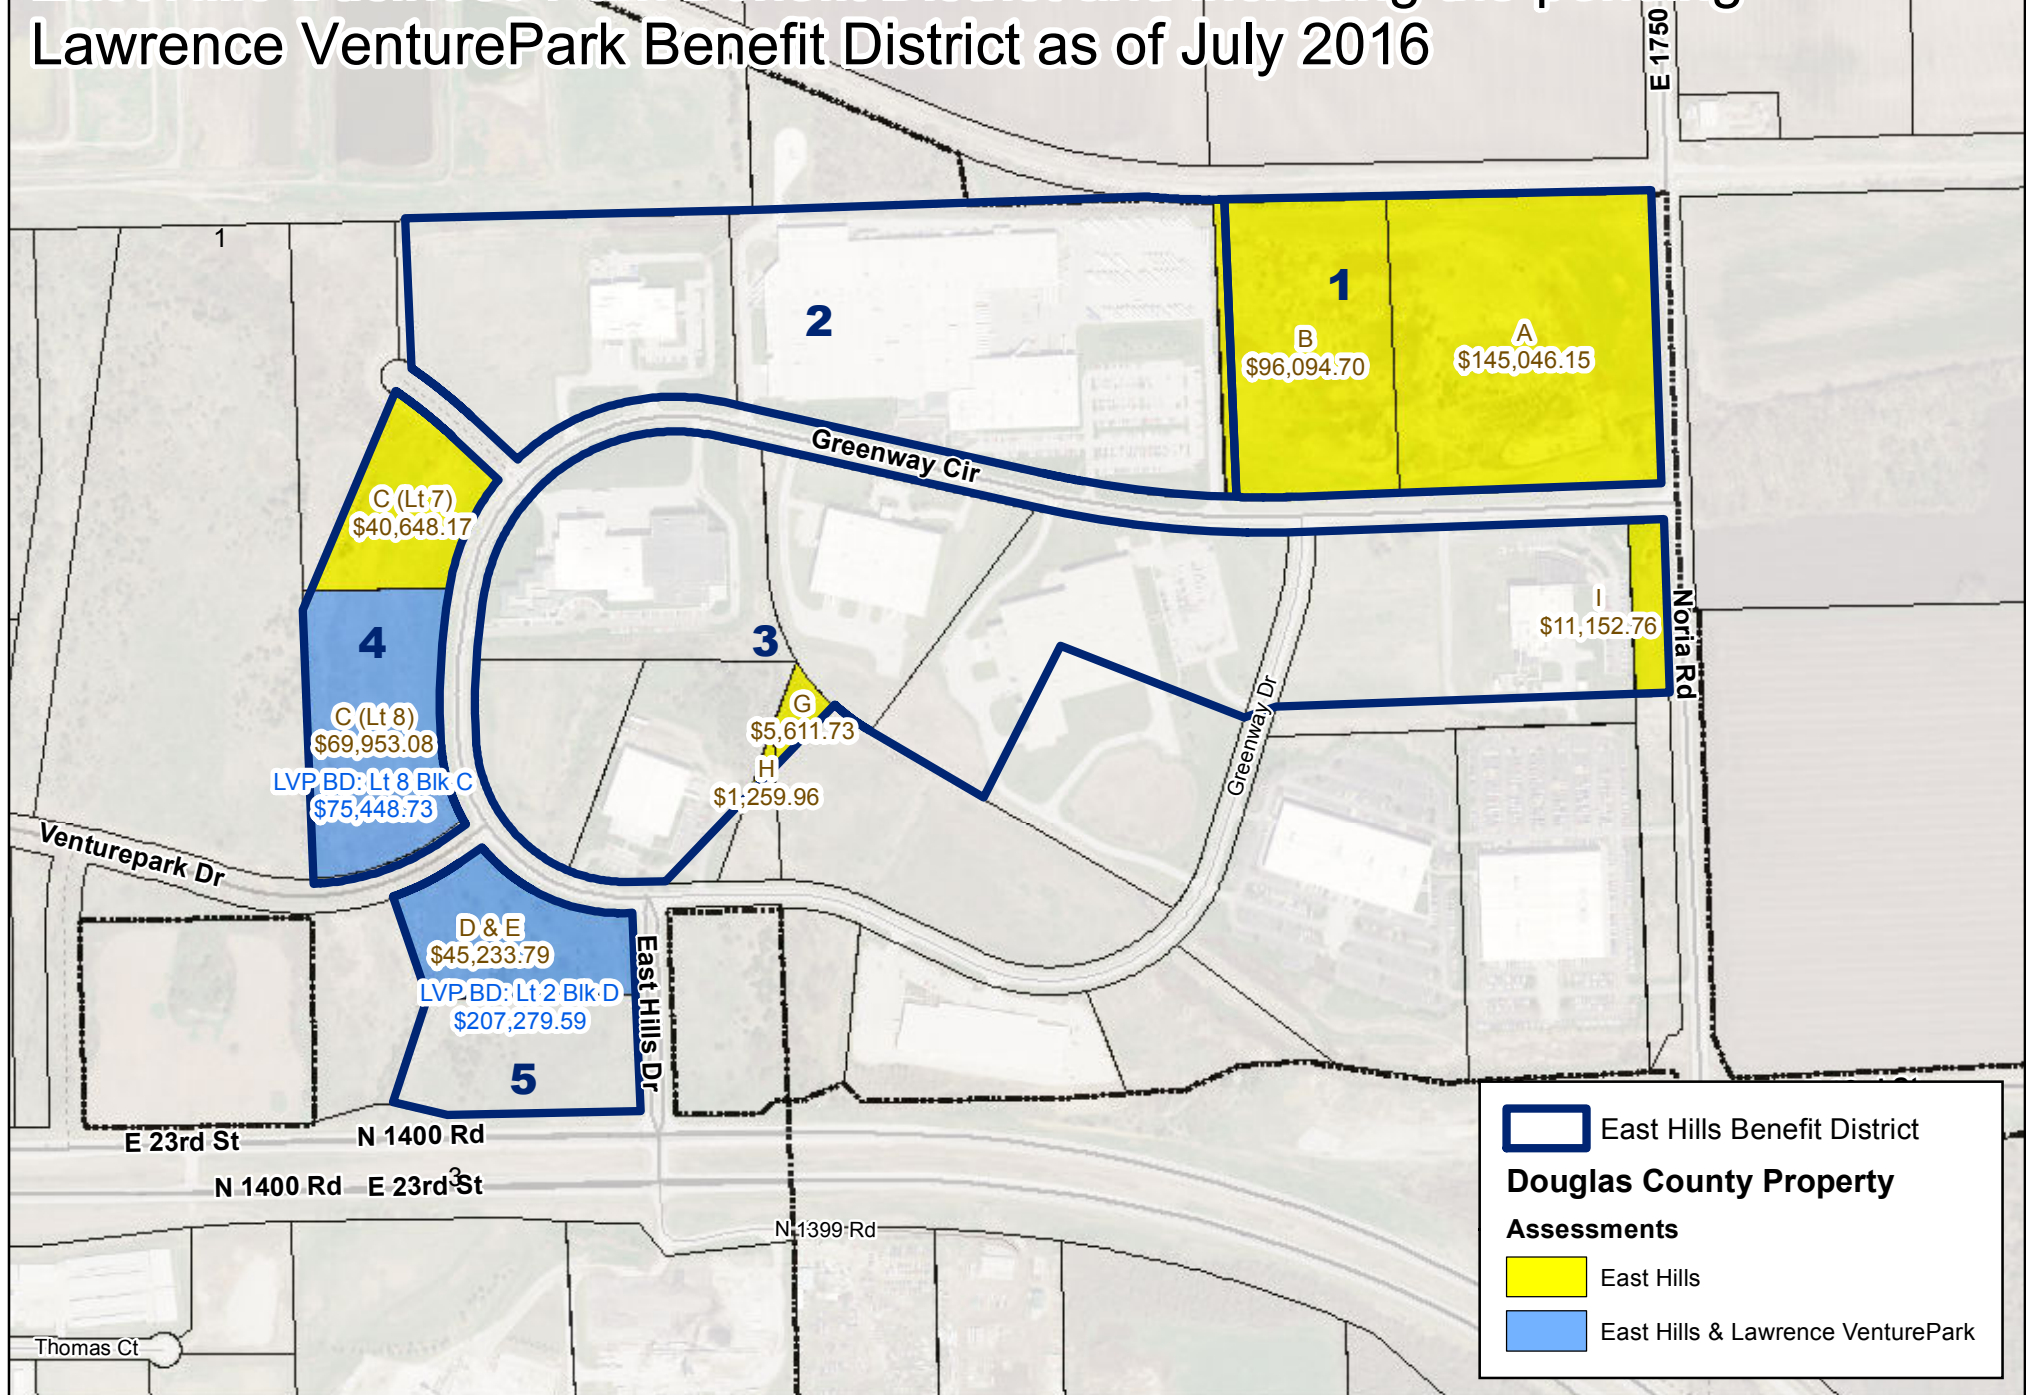 Lawrence VenturePark Benefit District as of July 2016
E 1750
1
2
1
B
$96,094.70
A
$145,046.15
Greenway Cir
C (Lt 7)
$40,648.17
I
$11,152.76
Noria Rd
4
3
G
$5,611.73
H
$1,259.96
Greenway Dr
C (Lt 8)
$69,953.08
LVP BD: Lt 8 Blk C
$75,448.73
Venturepark Dr
D & E
$45,233.79
LVP BD: Lt 2 Blk D
$207,279.59
East Hills Dr
5
E 23rd St
N 1400 Rd
N 1400 Rd
E 23rd St
3
N 1399 Rd
Thomas Ct
East Hills Benefit District
Douglas County Property
Assessments
East Hills
East Hills & Lawrence VenturePark